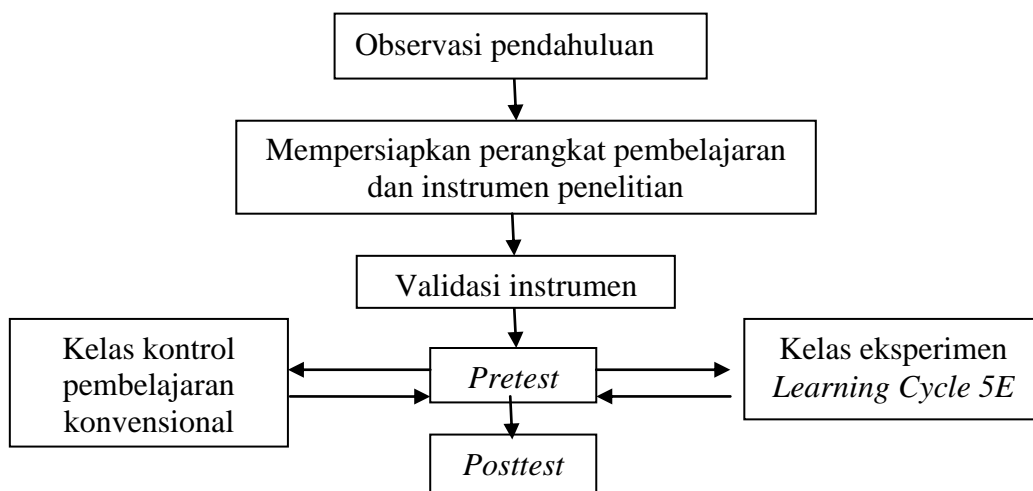 Observasi pendahuluan
Mempersiapkan perangkat pembelajaran
dan instrumen penelitian
Validasi instrumen
Kelas kontrol
pembelajaran
konvensional
Pretest
Kelas eksperimen
Learning Cycle 5E
Posttest